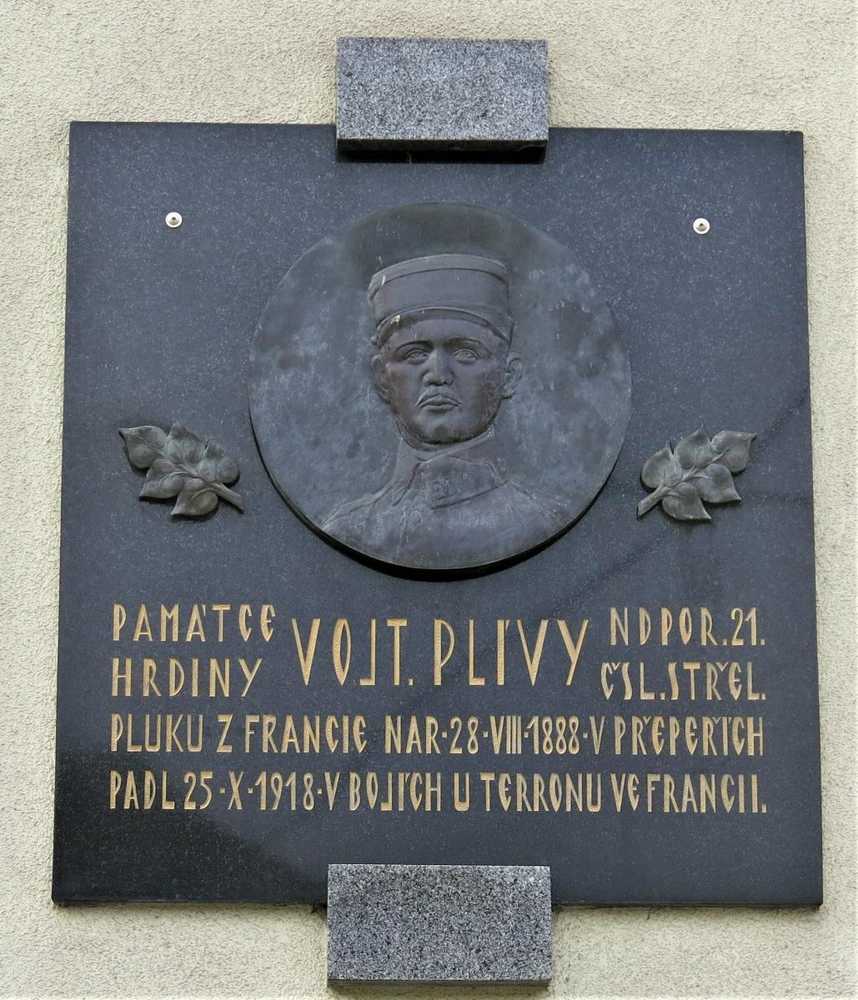 PAMÁTCE
HRDINY
VOJT. PLÍVY
NDPOR. 21.
ČSL. STŘEL.
PLUKU Z FRANCIE NAR·28·VIII·1888·V PŘEPEŘÍCH
PADL 25·X·1918·V BOJÍCH U TERRONU VE FRANCII.